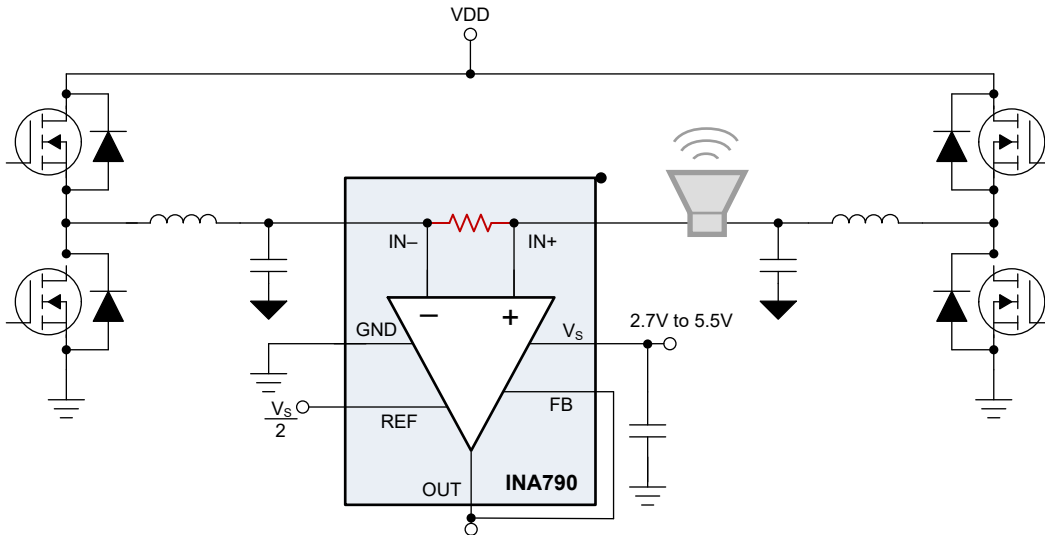 VDD
IN–
IN+
−
+
GND
VS
2.7V to 5.5V
FB
VS
2
REF
OUT
INA790